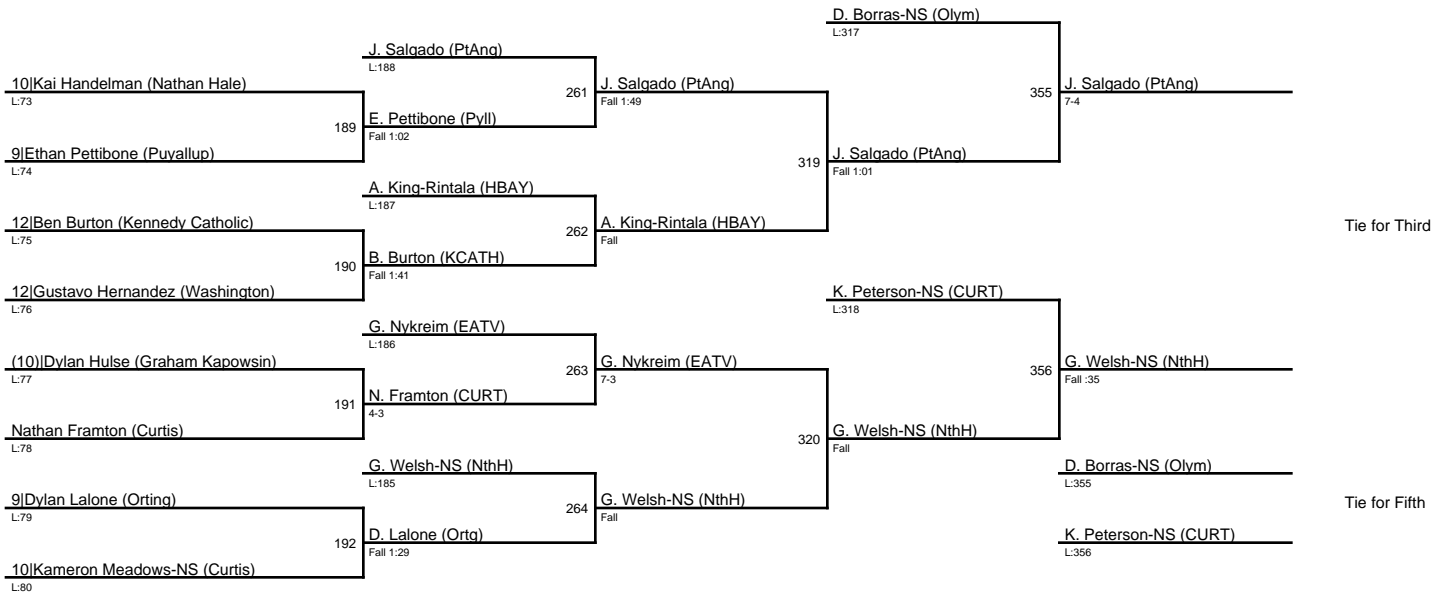 D. Borras-NS (Olym)
L:317
J. Salgado (PtAng)
L:188
10|Kai Handelman (Nathan Hale)
L:73
261
J. Salgado (PtAng)
Fall 1:49
355
J. Salgado (PtAng)
7-4
189
E. Pettibone (Pyll)
Fall 1:02
9|Ethan Pettibone (Puyallup)
L:74
319
J. Salgado (PtAng)
Fall 1:01
A. King-Rintala (HBAY)
L:187
12|Ben Burton (Kennedy Catholic)
L:75
262
A. King-Rintala (HBAY)
Fall
Tie for Third
190
B. Burton (KCATH)
Fall 1:41
12|Gustavo Hernandez (Washington)
L:76
K. Peterson-NS (CURT)
L:318
G. Nykreim (EATV)
L:186
(10)|Dylan Hulse (Graham Kapowsin)
L:77
263
G. Nykreim (EATV)
7-3
356
G. Welsh-NS (NthH)
Fall :35
191
N. Framton (CURT)
4-3
Nathan Framton (Curtis)
L:78
320
G. Welsh-NS (NthH)
Fall
G. Welsh-NS (NthH)
L:185
D. Borras-NS (Olym)
L:355
9|Dylan Lalone (Orting)
L:79
264
G. Welsh-NS (NthH)
Fall
Tie for Fifth
192
D. Lalone (Ortg)
Fall 1:29
K. Peterson-NS (CURT)
L:356
10|Kameron Meadows-NS (Curtis)
L:80